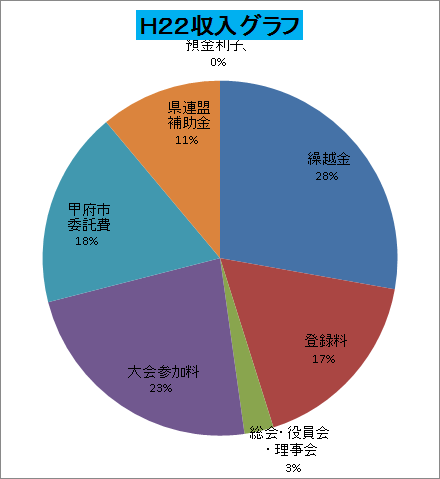 H22収入グラフ
預金利子、
0%
繰越金
28%
登録料
17%
総会・役員会
・理事会
3%
大会参加料
23%
甲府市
委託費
18%
県連盟
補助金
11%